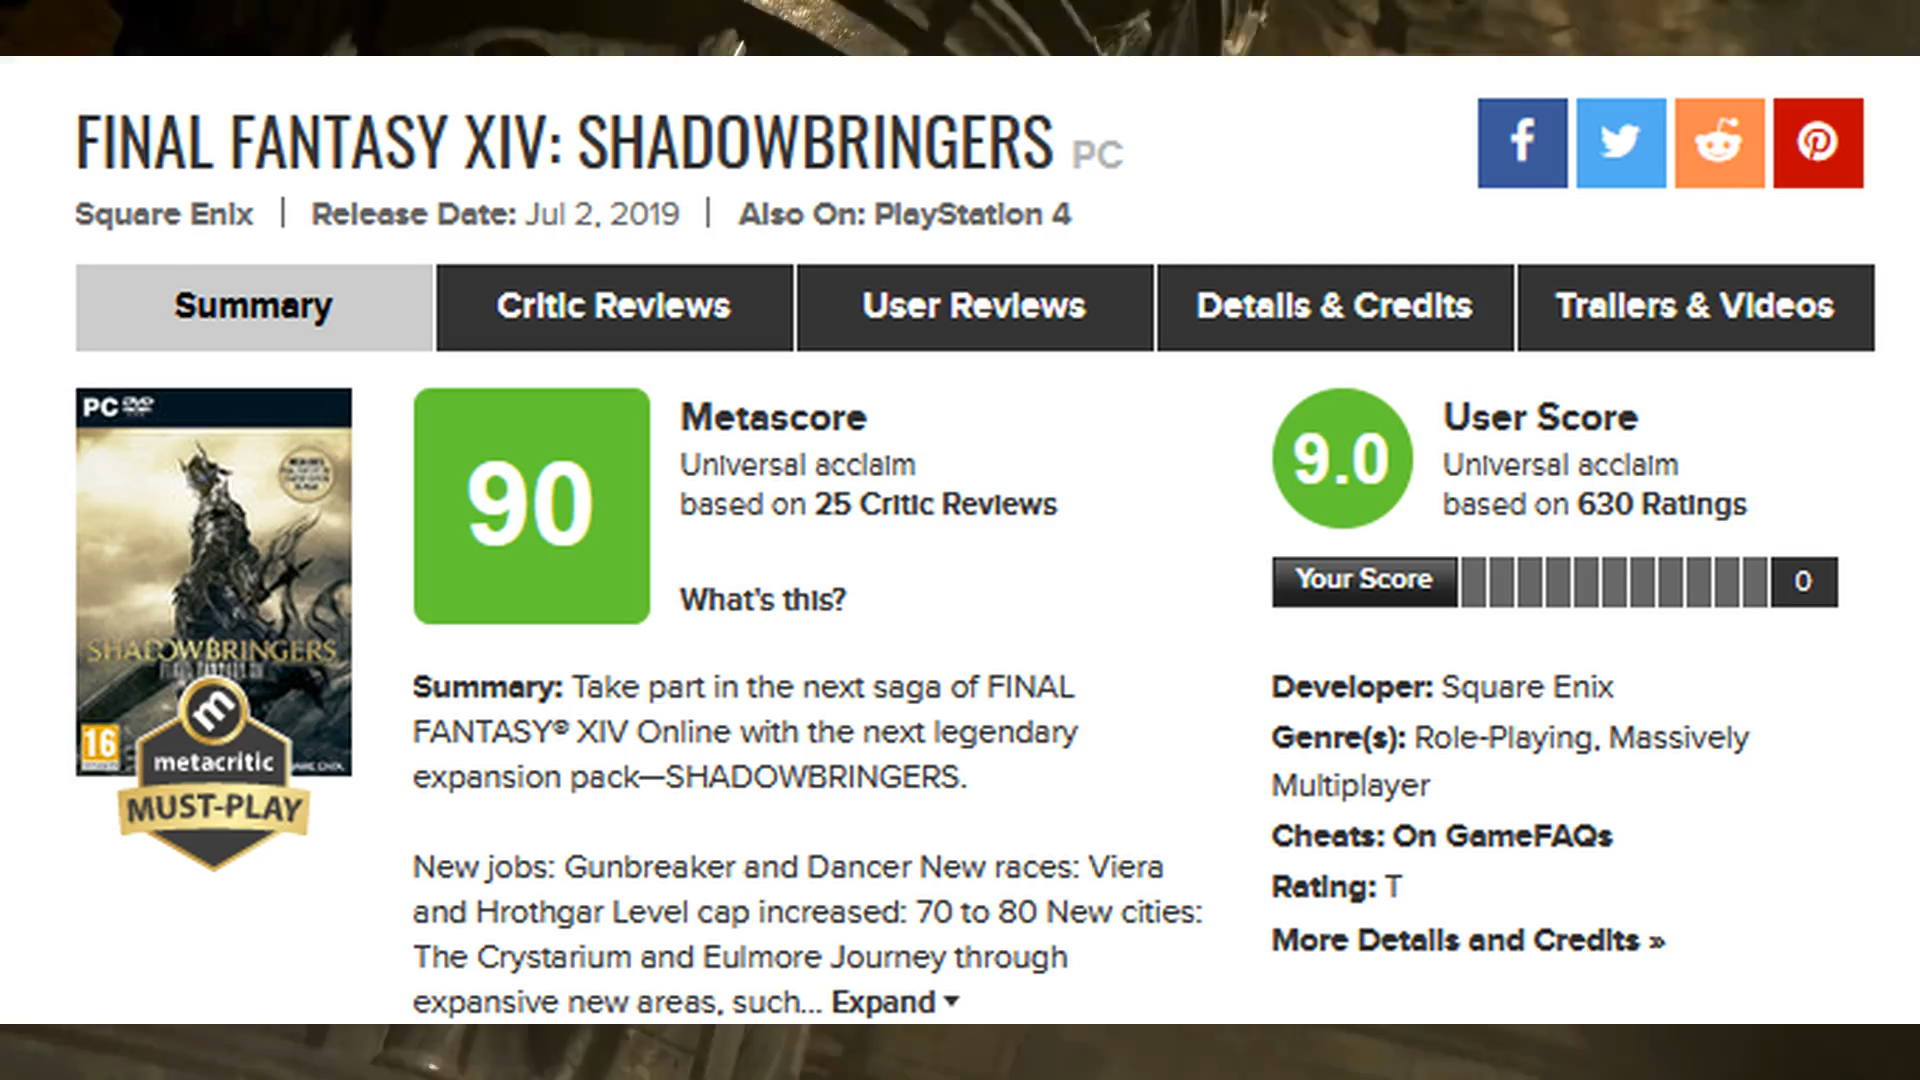 FINAL FANTASY XIV: SHADOWBRINGERS PC
Square Enix | Release Date: Jul 2, 2019 | Also On: PlayStation 4
Summary
Critic Reviews
User Reviews
Details & Credits
Trailers & Videos
PC DVD
SHADOWBRINGERS
16
metacritic
MUST-PLAY
90
Metascore
Universal acclaim
based on 25 Critic Reviews
What's this?
9.0
User Score
Universal acclaim
based on 630 Ratings
Your Score
0
Summary: Take part in the next saga of FINAL
FANTASY® XIV Online with the next legendary
expansion pack—SHADOWBRINGERS.
New jobs: Gunbreaker and Dancer New races: Viera
and Hrothgar Level cap increased: 70 to 80 New cities:
The Crystarium and Eulmore Journey through
expansive new areas, such... Expand
Developer: Square Enix
Genre(s): Role-Playing, Massively
Multiplayer
Cheats: On GameFAQs
Rating: T
More Details and Credits »